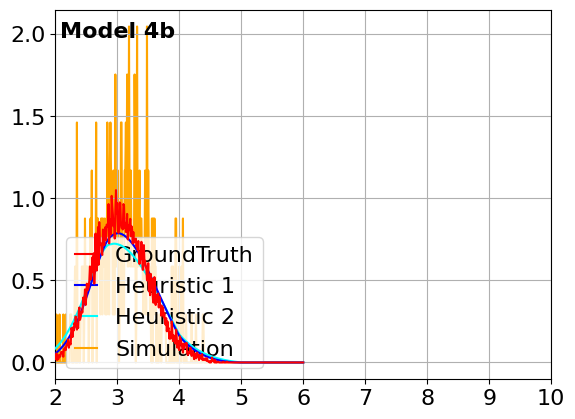 Model 4b
2.0
1.5
1.0
0.5
0.0
GroundTruth
Heuristic 1
Heuristic 2
Simulation
2 3 4 5 6 7 8 9 10